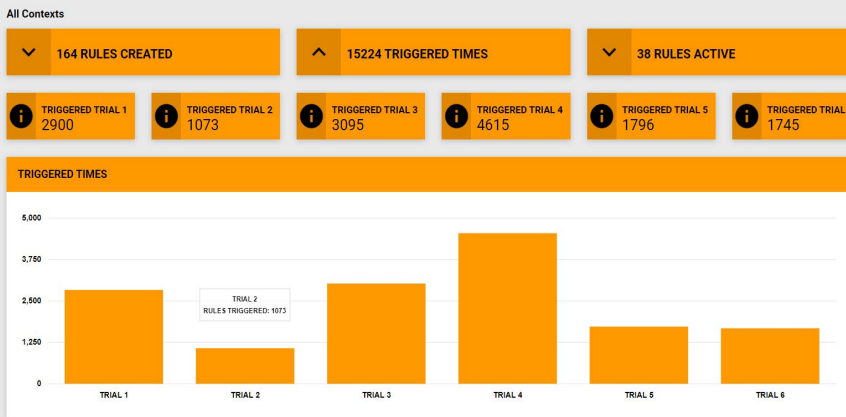 All Contexts
164 RULES CREATED
15224 TRIGGERED TIMES
38 RULES ACTIVE
TRIGGERED TRIAL 1
2900
TRIGGERED TRIAL 2
1073
TRIGGERED TRIAL 3
3095
TRIGGERED TRIAL 4
4615
TRIGGERED TRIAL 5
1796
TRIGGERED TRIAL
1745
TRIGGERED TIMES
5,000
3,750
2,500
1,250
0
TRIAL 2
RULES TRIGGERED: 1073
TRIAL 1
TRIAL 2
TRIAL 3
TRIAL 4
TRIAL 5
TRIAL 6